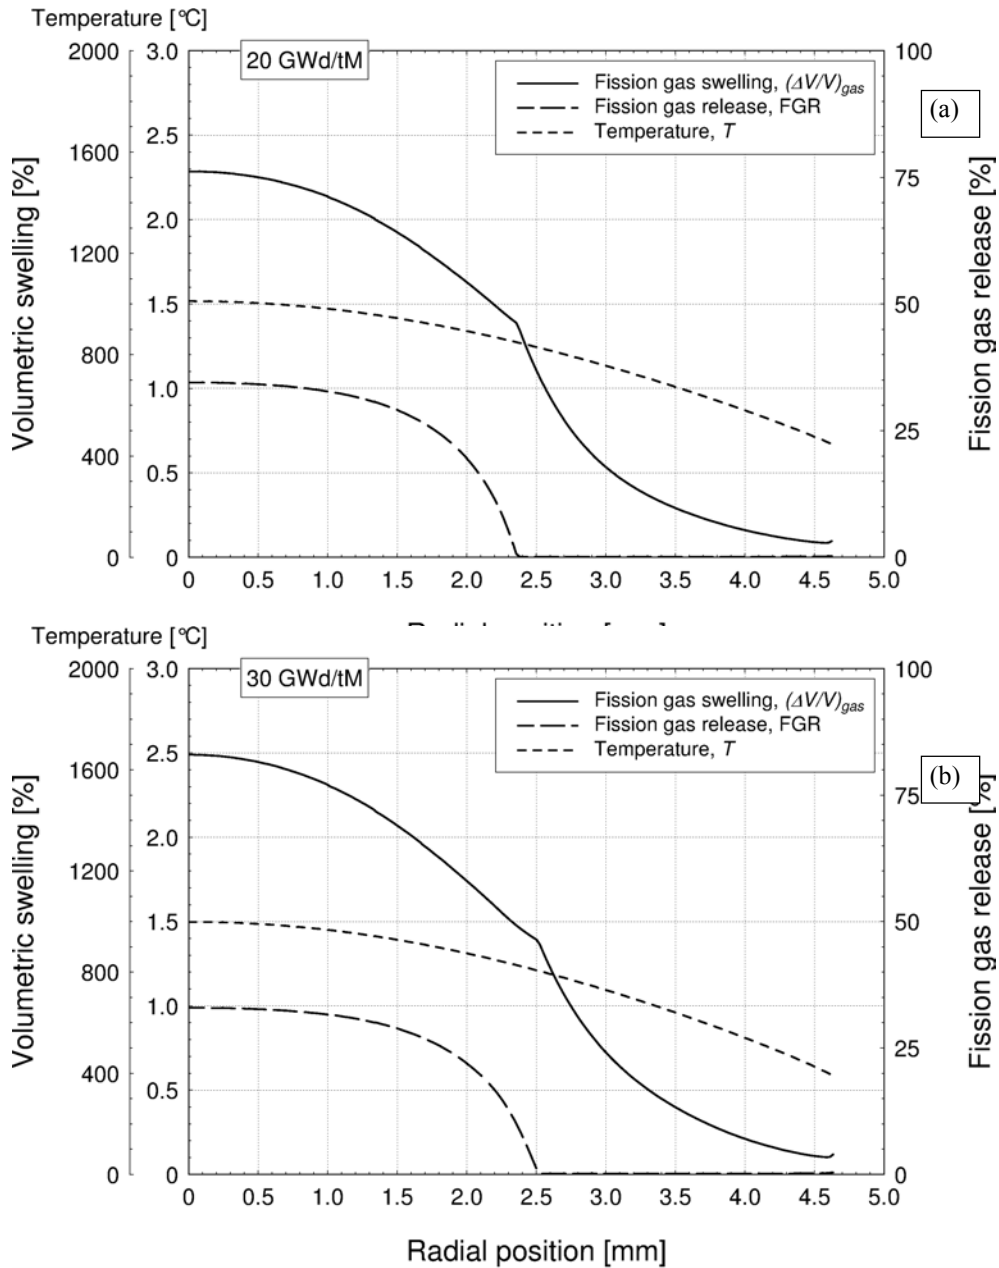 Temperature [°C]
20 GWd/tM
Fission gas swelling, (ΔV/V)gas
Fission gas release, FGR
Temperature, T
(a)
2000
1600
1200
800
400
0
Volumetric swelling [%]
3.0
2.5
2.0
1.5
1.0
0.5
0
100
75
50
25
0
Fission gas release [%]
0 0.5 1.0 1.5 2.0 2.5 3.0 3.5 4.0 4.5 5.0
Temperature [°C]
30 GWd/tM
Fission gas swelling, (ΔV/V)gas
Fission gas release, FGR
Temperature, T
(b)
2000
1600
1200
800
400
0
Volumetric swelling [%]
3.0
2.5
2.0
1.5
1.0
0.5
0
100
75
50
25
0
Fission gas release [%]
0 0.5 1.0 1.5 2.0 2.5 3.0 3.5 4.0 4.5 5.0
Radial position [mm]